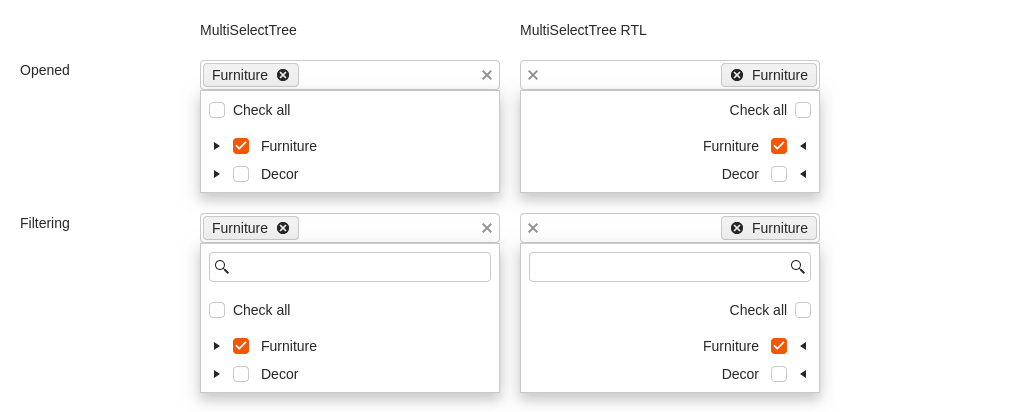 MultiSelectTree
MultiSelectTree RTL
Opened
Furniture
Check all
Furniture
Decor
Furniture
Check all
Furniture
Decor
Filtering
Furniture
Check all
Furniture
Decor
Furniture
Check all
Furniture
Decor